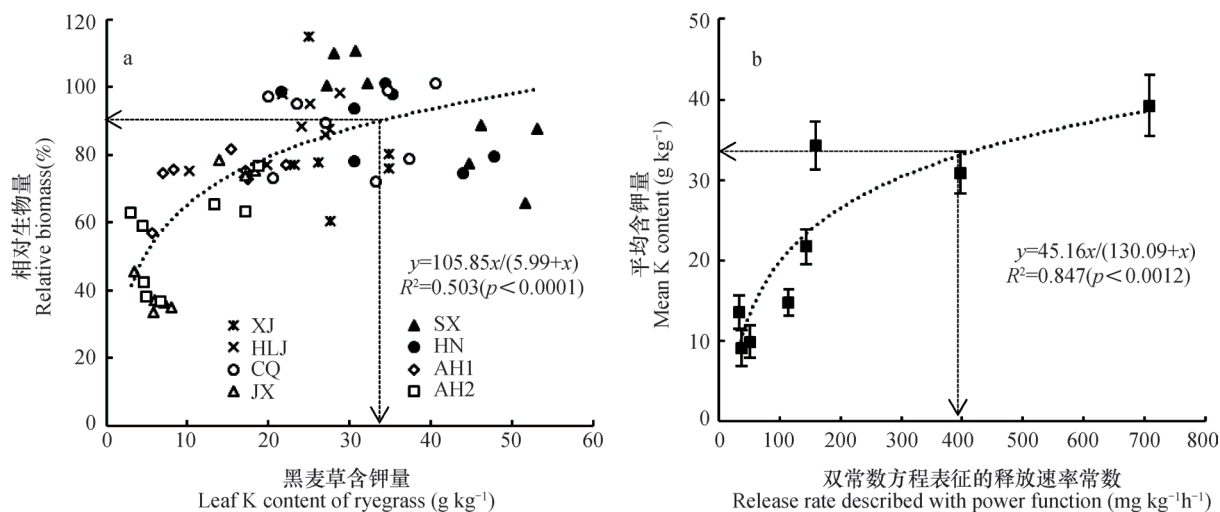 120
100
80
60
40
20
0
0 10 20 30 40 50 60
a
相对生物量
Relative biomass(%)
y=105.85x/(5.99+x)
R²=0.503(p<0.0001)
XJ
HLJ
CQ
JX
SX
HN
AH1
AH2
黑麦草含钾量
Leaf K content of ryegrass (g kg⁻¹)
50
40
30
20
10
0
0 100 200 300 400 500 600 700 800
b
平均含钾量
Mean K content (g kg⁻¹)
y=45.16x/(130.09+x)
R²=0.847(p<0.0012)
双常数方程表征的释放速率常数
Release rate described with power function (mg kg⁻¹h⁻¹)